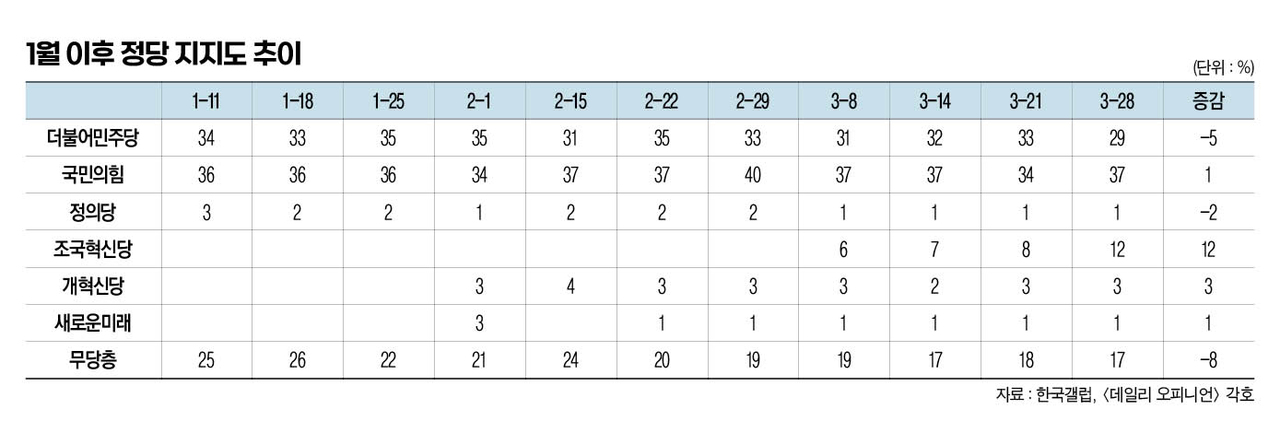 1월 이후 정당 지지도 추이
(단위 : %)
1–11 1–18 1–25 2–1 2–15 2–22 2–29 3–8 3–14 3–21 3–28 증감
더불어민주당 34 33 35 35 31 35 33 31 32 33 29 –5
국민의힘 36 36 36 34 37 37 40 37 37 34 37 1
정의당 3 2 2 1 2 2 2 1 1 1 1 –2
조국혁신당 6 7 8 12 12
개혁신당 3 4 3 3 3 2 3 3 3
새로운미래 3 1 1 1 1 1 1 1
무당층 25 26 22 21 24 20 19 19 17 18 17 –8
자료 : 한국갤럽, 〈데일리 오피니언〉 각호